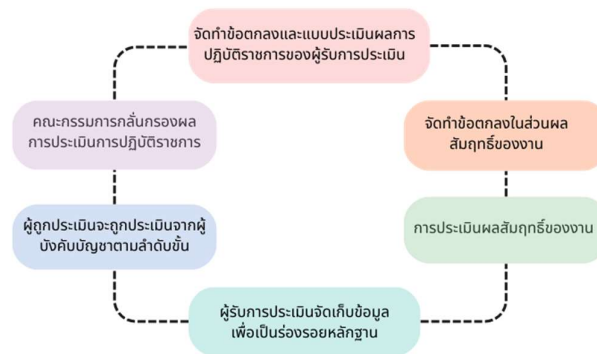 จัดทำข้อตกลงและแบบประเมินผลการ
ปฏิบัติราชการของผู้รับการประเมิน
จัดทำข้อตกลงในส่วนผล
สัมฤทธิ์ของงาน
การประเมินผลสัมฤทธิ์ของงาน
ผู้รับการประเมินจัดเก็บข้อมูล
เพื่อเป็นร่องรอยหลักฐาน
ผู้ถูกประเมินจะถูกประเมินจากผู้
บังคับบัญชาตามลำดับขั้น
คณะกรรมการกลั่นกรองผล
การประเมินการปฏิบัติราชการ